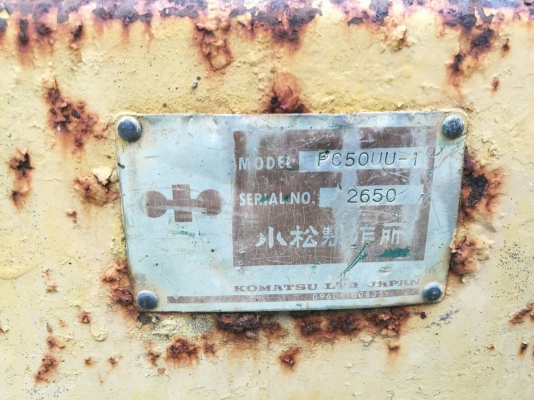 MODEL PC50UU-1
SERIAL NO. 2650
小松製作所
KOMATSU LTD JAPAN